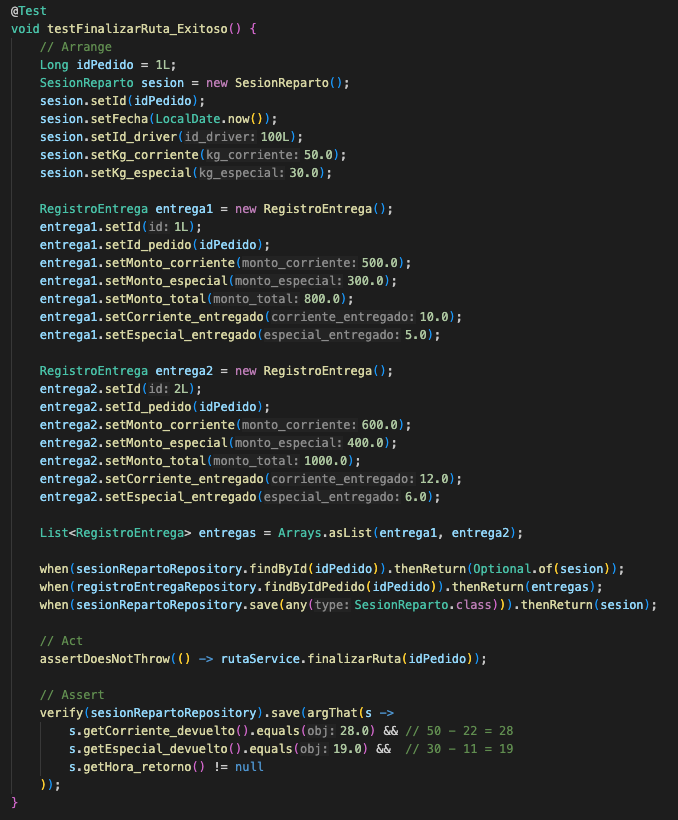 @Test
void testFinalizarRuta_Exitoso() {
    // Arrange
    Long idPedido = 1L;
    SesionReparto sesion = new SesionReparto();
    sesion.setId(idPedido);
    sesion.setFecha(LocalDate.now());
    sesion.setId_driver(id_driver: 100L);
    sesion.setKg_corriente(kg_corriente: 50.0);
    sesion.setKg_especial(kg_especial: 30.0);

    RegistroEntrega entrega1 = new RegistroEntrega();
    entrega1.setId(id: 1L);
    entrega1.setId_pedido(idPedido);
    entrega1.setMonto_corriente(monto_corriente: 500.0);
    entrega1.setMonto_especial(monto_especial: 300.0);
    entrega1.setMonto_total(monto_total: 800.0);
    entrega1.setCorriente_entregado(corriente_entregado: 10.0);
    entrega1.setEspecial_entregado(especial_entregado: 5.0);

    RegistroEntrega entrega2 = new RegistroEntrega();
    entrega2.setId(id: 2L);
    entrega2.setId_pedido(idPedido);
    entrega2.setMonto_corriente(monto_corriente: 600.0);
    entrega2.setMonto_especial(monto_especial: 400.0);
    entrega2.setMonto_total(monto_total: 1000.0);
    entrega2.setCorriente_entregado(corriente_entregado: 12.0);
    entrega2.setEspecial_entregado(especial_entregado: 6.0);

    List<RegistroEntrega> entregas = Arrays.asList(entrega1, entrega2);

    when(sesionRepartoRepository.findById(idPedido)).thenReturn(Optional.of(sesion));
    when(registroEntregaRepository.findByIdPedido(idPedido)).thenReturn(entregas);
    when(sesionRepartoRepository.save(any(type: SesionReparto.class))).thenReturn(sesion);

    // Act
    assertDoesNotThrow(() -> rutaService.finalizarRuta(idPedido));

    // Assert
    verify(sesionRepartoRepository).save(argThat(s ->
        s.getCorriente_devuelto().equals(obj: 28.0) && // 50 - 22 = 28
        s.getEspecial_devuelto().equals(obj: 19.0) &&  // 30 - 11 = 19
        s.getHora_retorno() != null
    ));
}